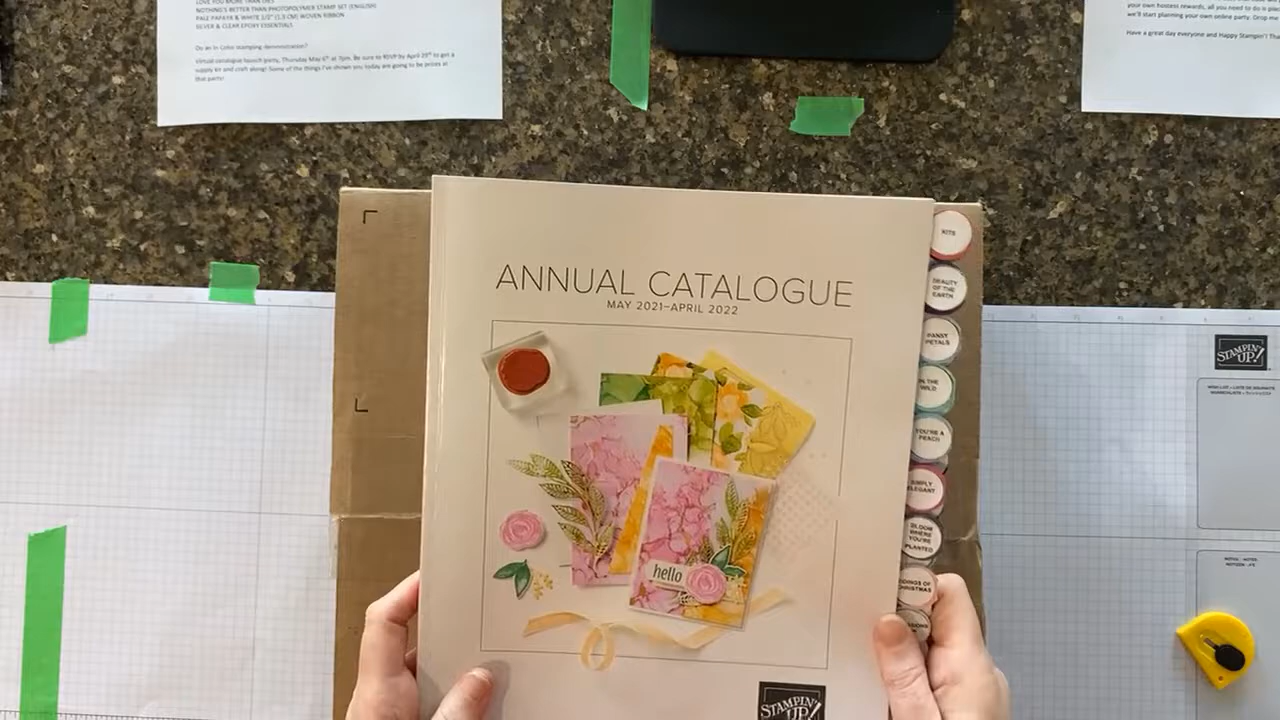 LOVE YOU MORE THAN DIES
NOTHING'S BETTER THAN PHOTOPOLYMER STAMP SET (ENGLISH)
PALE PAPAYA & WHITE 1/2" (1.3 CM) WOVEN RIBBON
SILVER & CLEAR EPOXY ESSENTIALS
Do an In Color stamping demonstration?
Virtual catalogue launch party, Thursday May 6th at 7pm. Be sure to RSVP by April 29th to get a
supply kit and craft along! Some of the things I've shown you today are going to be prizes at
that party!
your own hostess rewards, all you need to do is
we'll start planning your own online party. Drop me
Have a great day everyone and Happy Stampin'!
ANNUAL CATALOGUE
MAY 2021–APRIL 2022
hello
STAMPIN' UP!
KITS
BEAUTY
OF THE
EARTH
PANSY
PETALS
IN THE
WILD
YOU'RE A
PEACH
SIMPLY
ELEGANT
BLOOM
WHERE
YOU'RE
PLANTED
CHRISTMAS
STAMPIN'
UP!